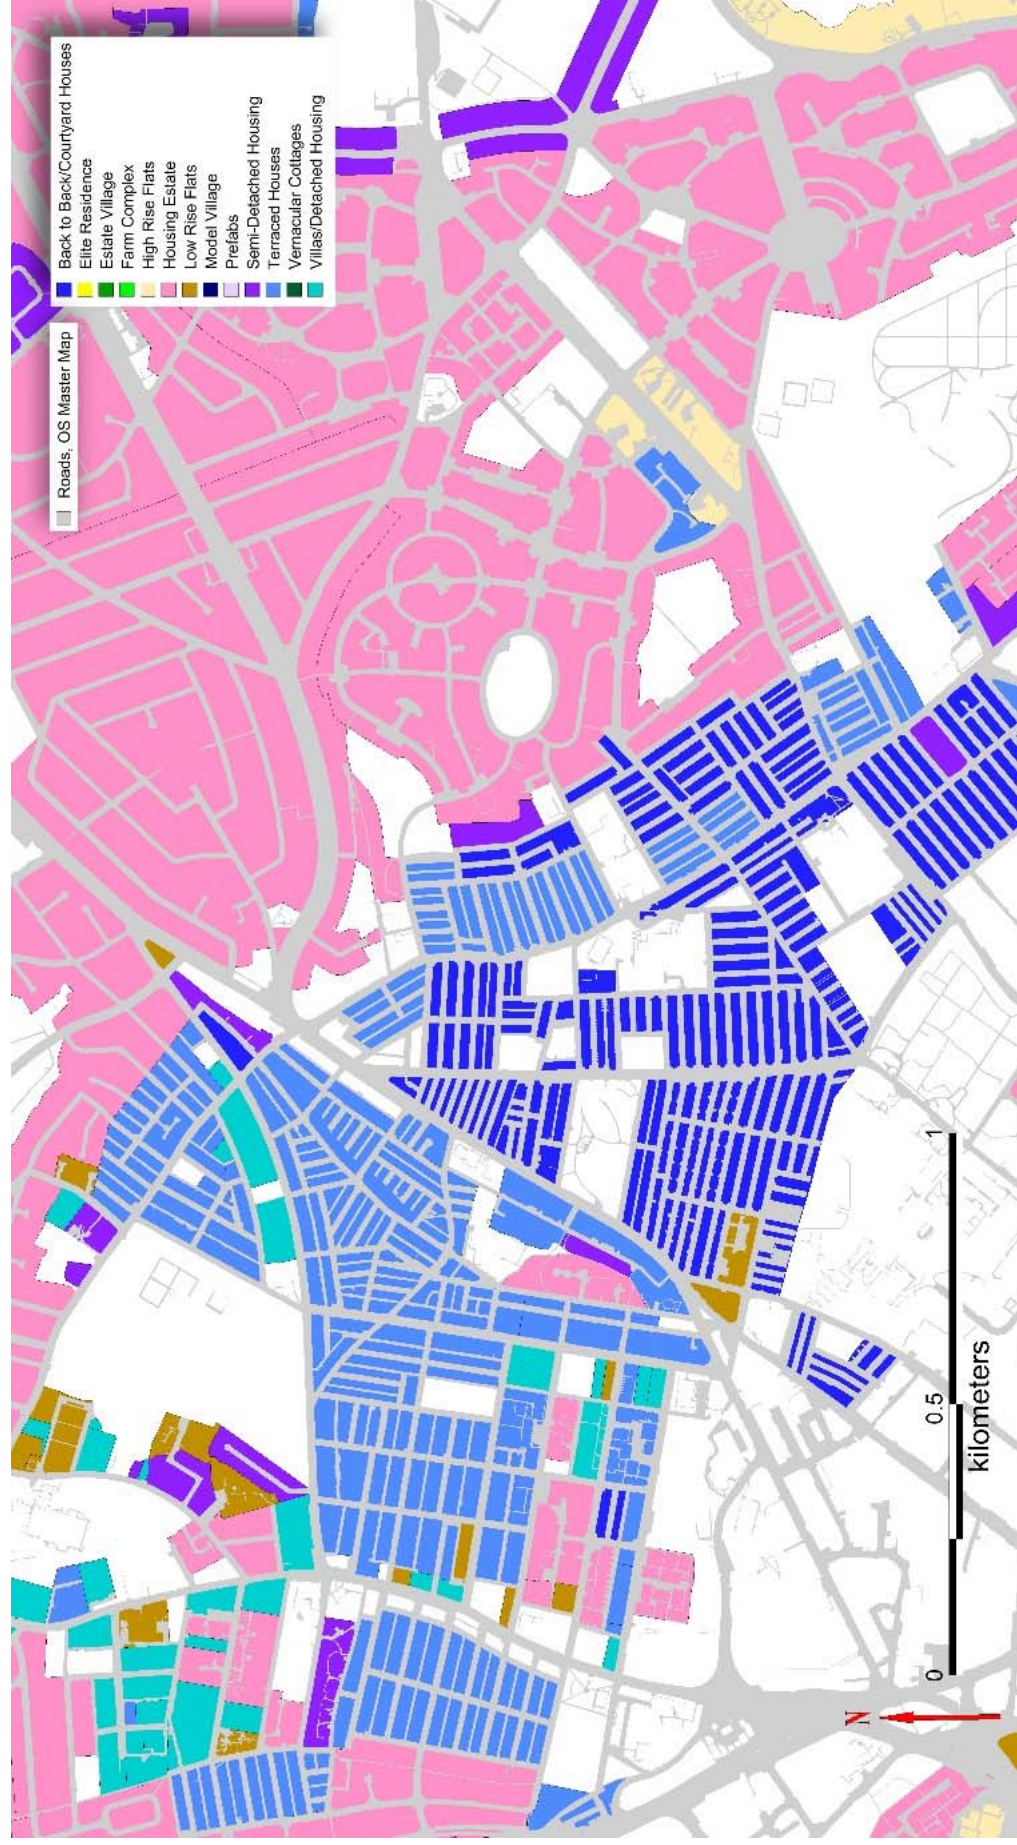 Roads, OS Master Map
Back to Back/Courtyard Houses
Elite Residence
Estate Village
Farm Complex
High Rise Flats
Housing Estate
Low Rise Flats
Model Village
Prefabs
Semi-Detached Housing
Terraced Houses
Vernacular Cottages
Villas/Detached Housing
N
0
0.5
1
kilometers